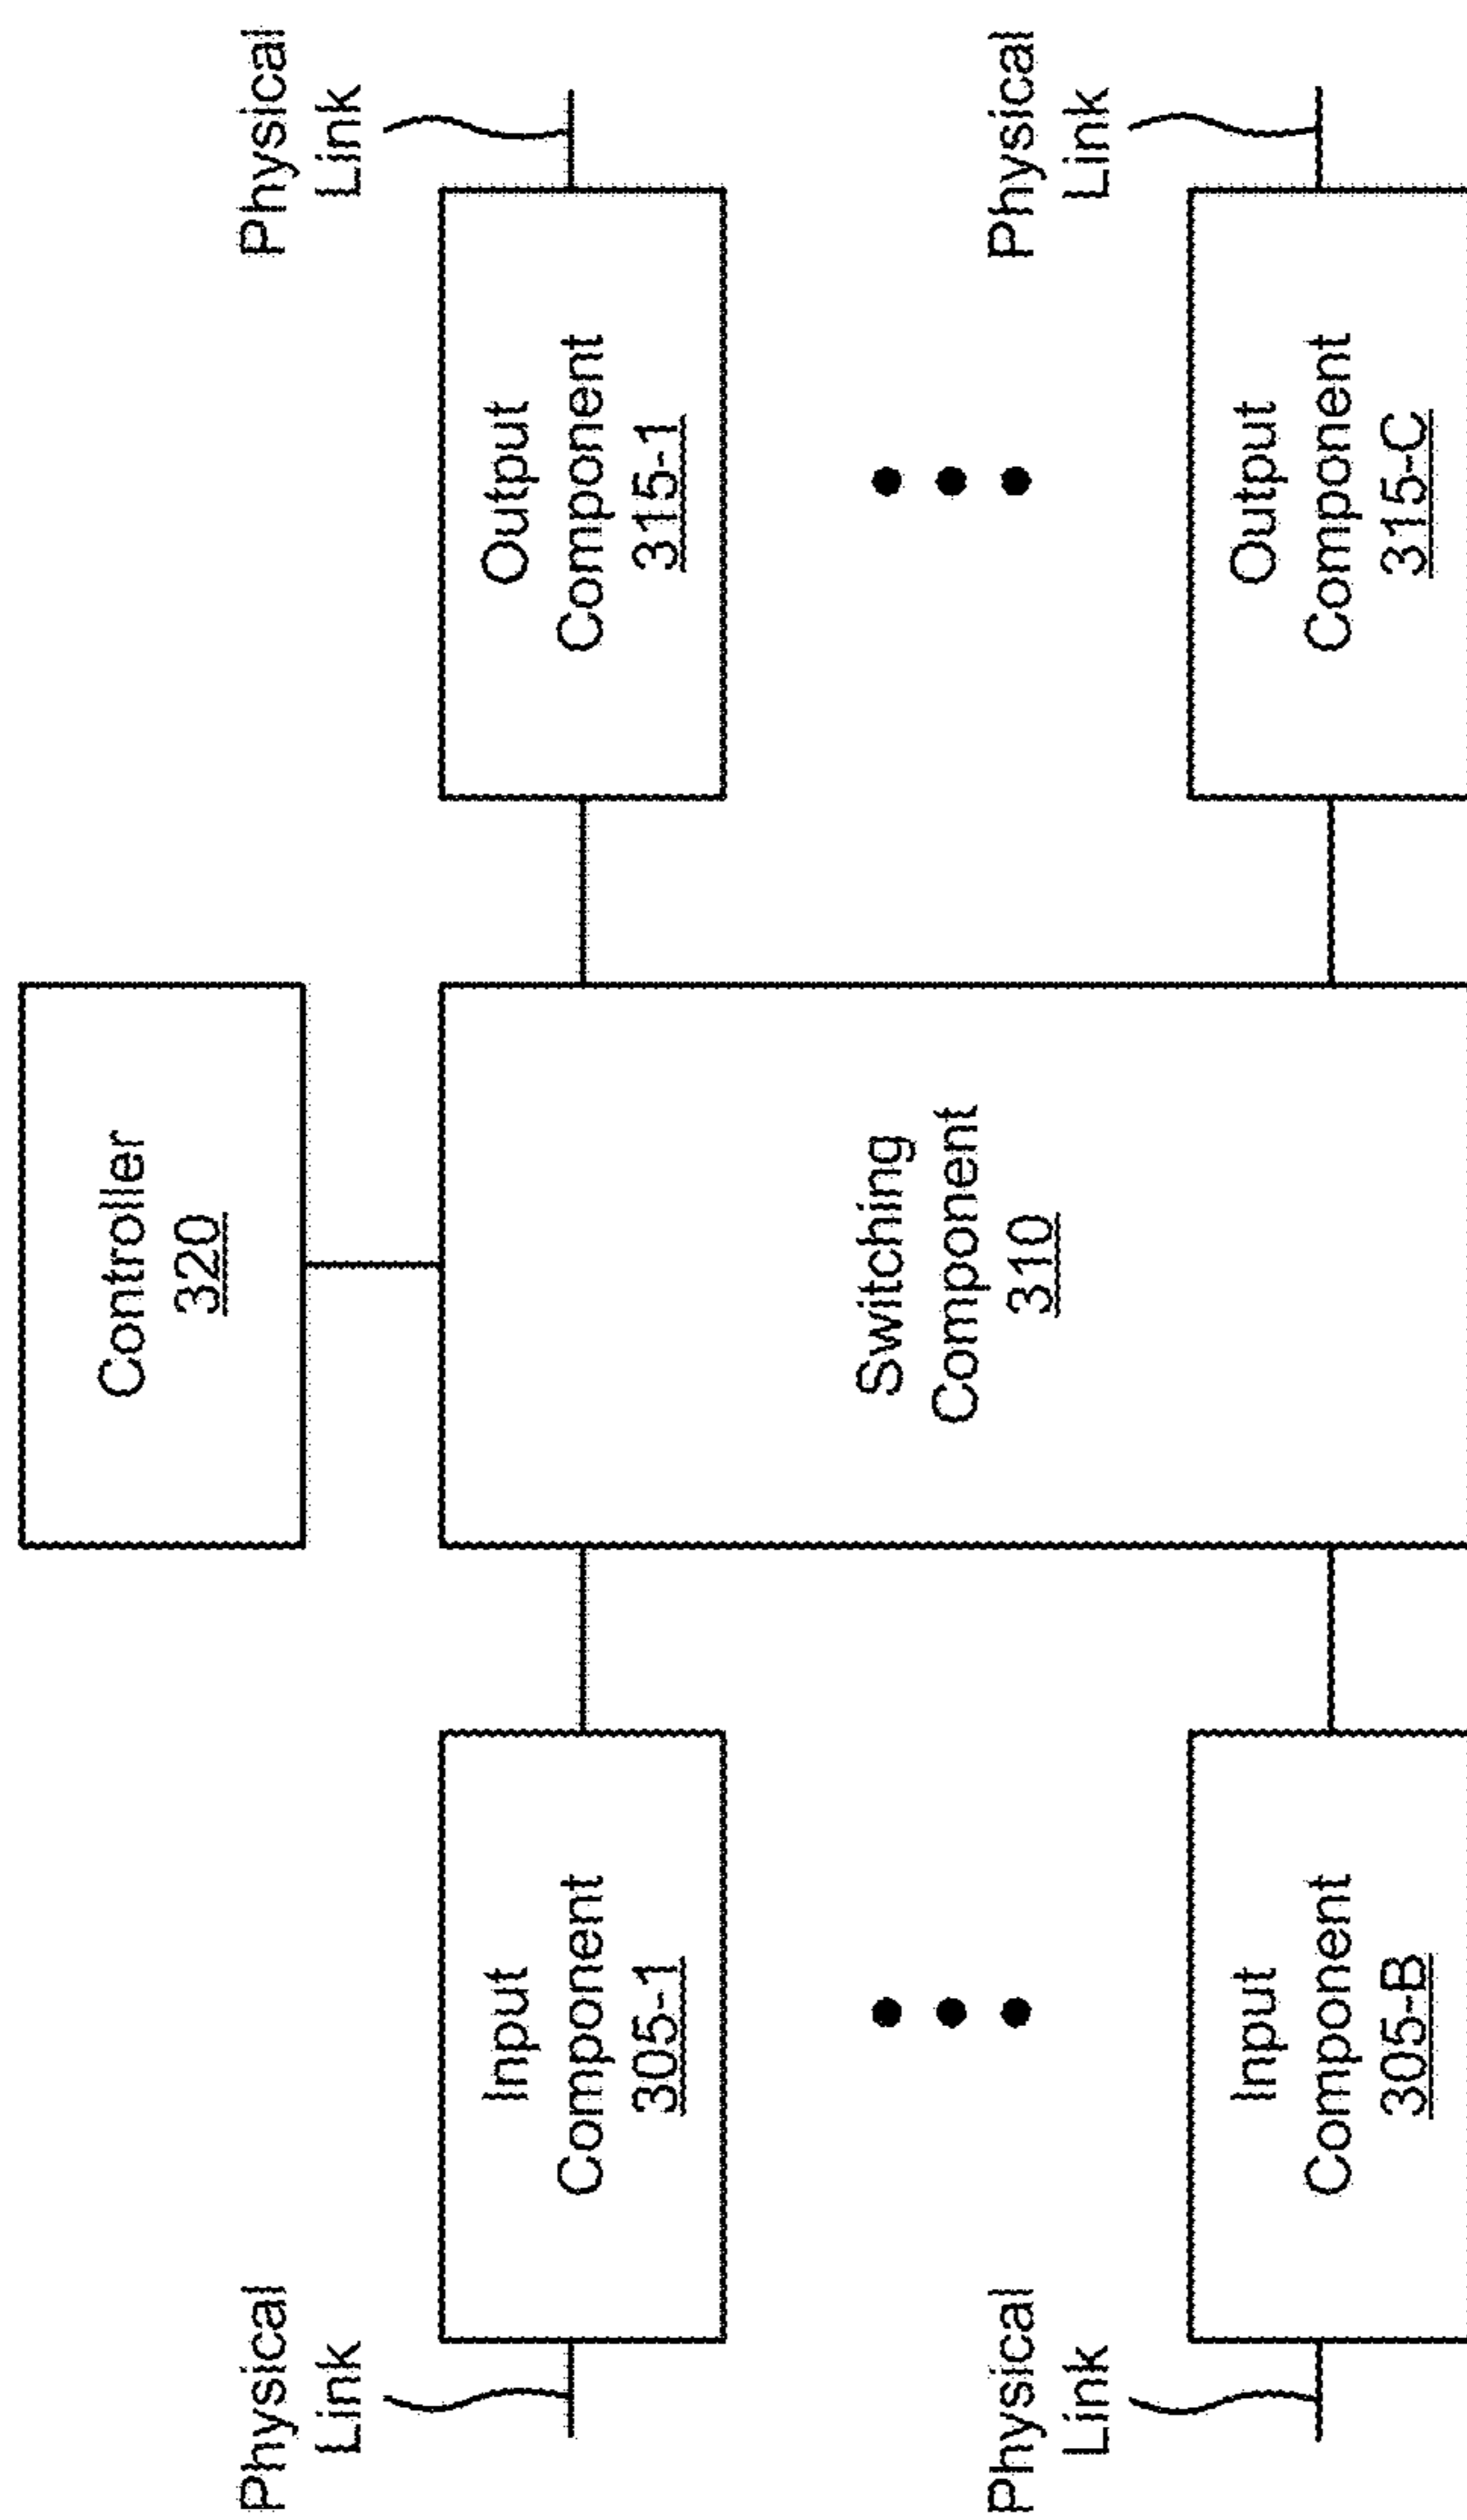 Controller
320
Physical
Link
Input
Component
305-1
Switching
Component
310
Output
Component
315-1
Physical
Link
Physical
Link
Input
Component
305-B
Output
Component
315-C
Physical
Link